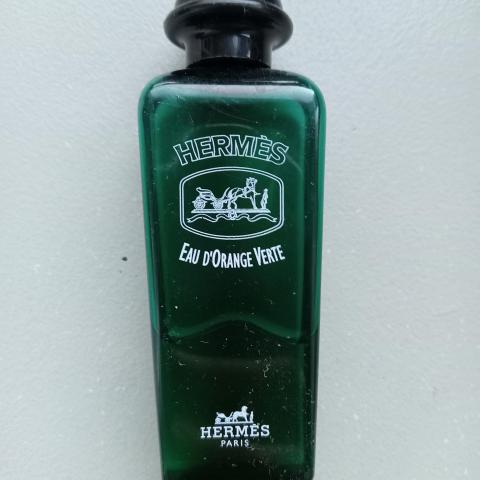 HERMÈS
EAU D'ORANGE VERTE
HERMÈS
PARIS